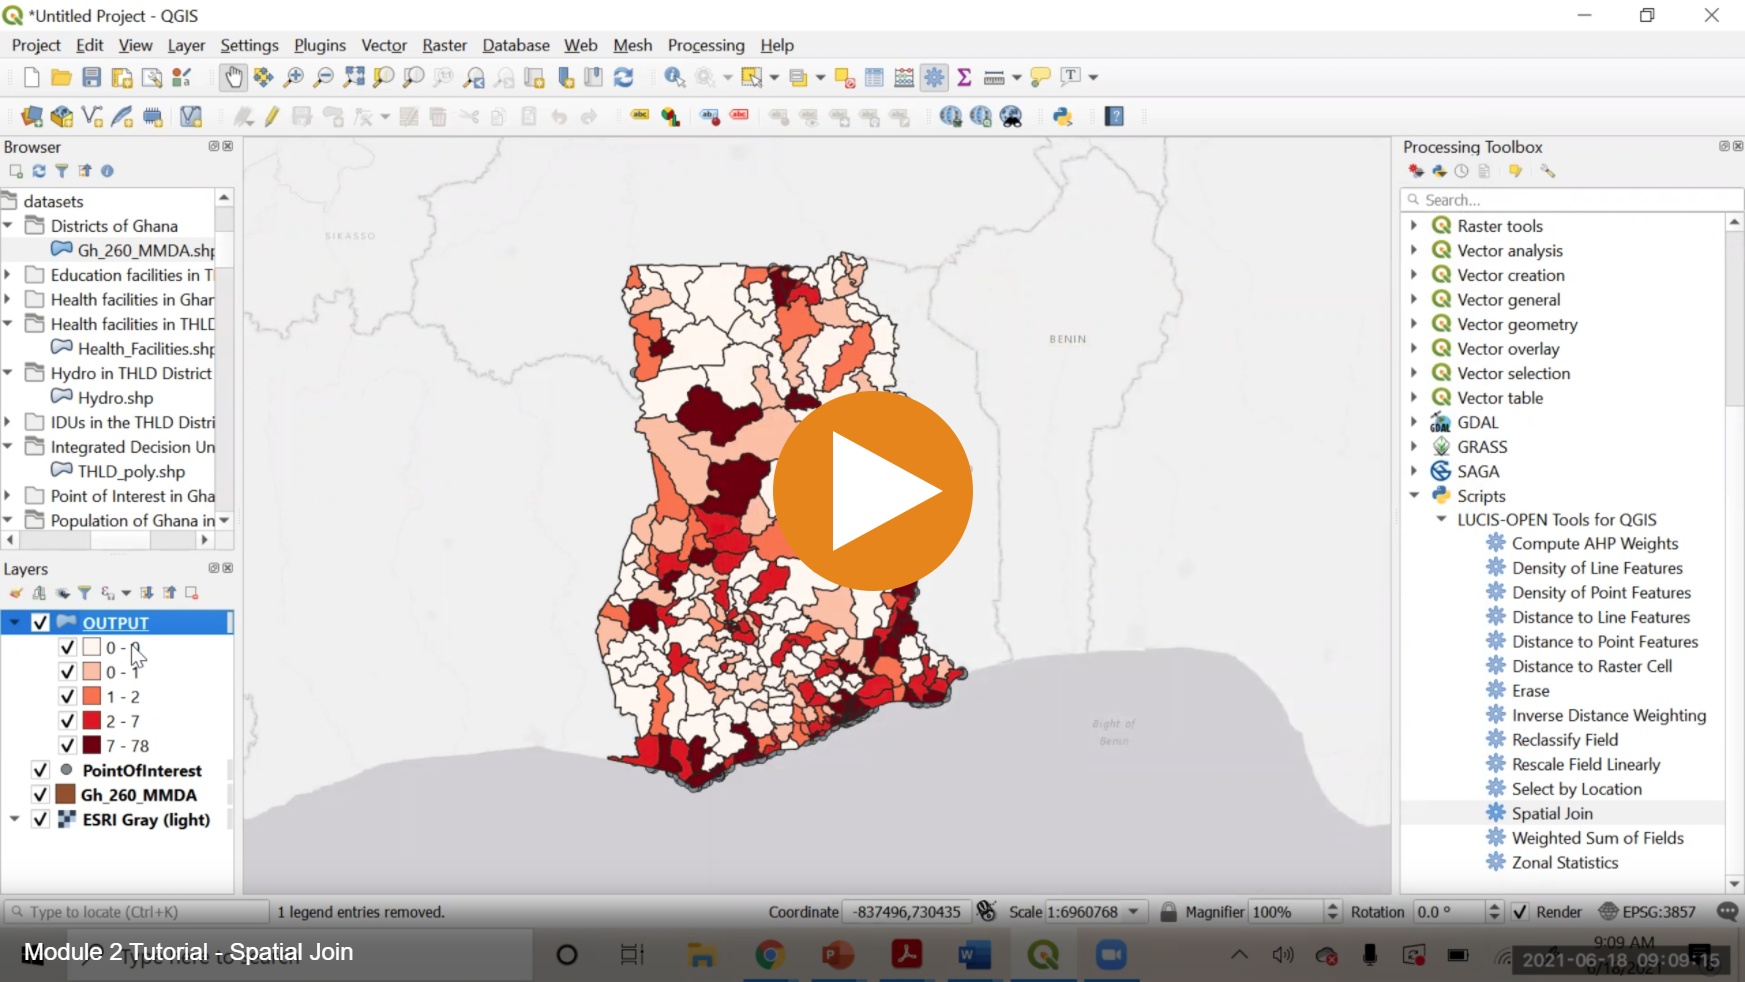 *Untitled Project - QGIS
Project Edit View Layer Settings Plugins Vector Raster Database Web Mesh Processing Help
Browser
datasets
Districts of Ghana
Gh_260_MMDA.shp
Education facilities in T
Health facilities in Ghar
Health facilities in THLD
Health_Facilities.shp
Hydro in THLD District
Hydro.shp
IDUs in the THLD Distri
Integrated Decision Un
THLD_poly.shp
Point of Interest in Gha
Population of Ghana in
Layers
OUTPUT
0 - 0
0 - 1
1 - 2
2 - 7
7 - 78
PointOfInterest
Gh_260_MMDA
ESRI Gray (light)
SIKASSO
BENIN
Bight of
Benin
Processing Toolbox
Search...
Raster tools
Vector analysis
Vector creation
Vector general
Vector geometry
Vector overlay
Vector selection
Vector table
GDAL
GRASS
SAGA
Scripts
LUCIS-OPEN Tools for QGIS
Compute AHP Weights
Density of Line Features
Density of Point Features
Distance to Line Features
Distance to Point Features
Distance to Raster Cell
Erase
Inverse Distance Weighting
Reclassify Field
Rescale Field Linearly
Select by Location
Spatial Join
Weighted Sum of Fields
Zonal Statistics
Type to locate (Ctrl+K) 1 legend entries removed. Coordinate -837496,730435 Scale 1:6960768 Magnifier 100% Rotation 0.0 ° Render EPSG:3857
Module 2 Tutorial - Spatial Join
Type here to search
9:09 AM
2021-06-18 09:09:15